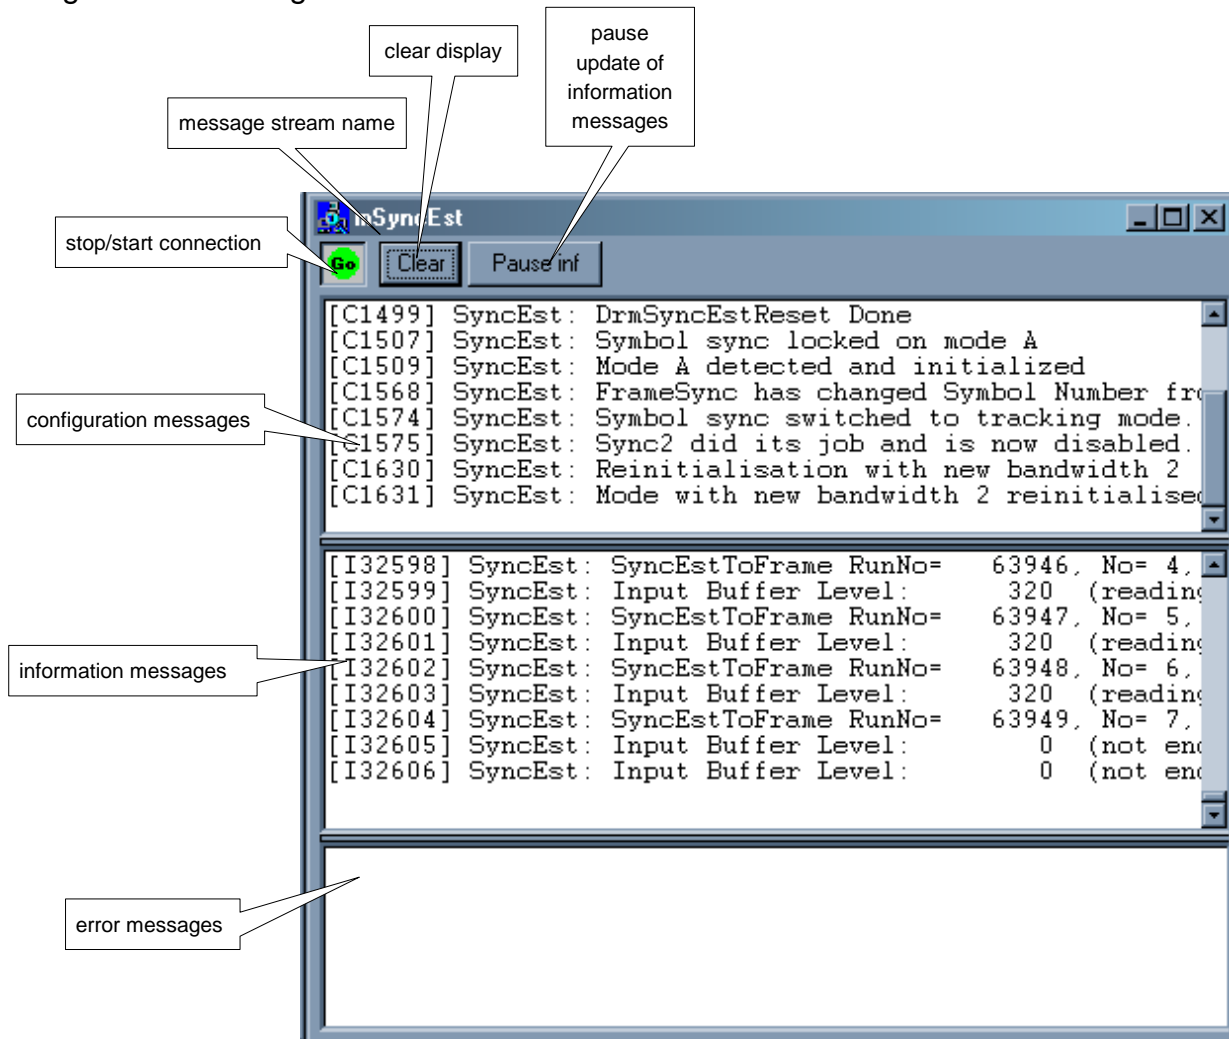 clear display
pause
update of
information
messages
message stream name
stop/start connection
mSyncEst
Go
Clear
Pause inf
configuration messages
[C1499] SyncEst: DrmSyncEstReset Done
[C1507] SyncEst: Symbol sync locked on mode A
[C1509] SyncEst: Mode A detected and initialized
[C1568] SyncEst: FrameSync has changed Symbol Number
[C1574] SyncEst: Symbol sync switched to tracking mode.
[C1575] SyncEst: Sync2 did its job and is now disabled.
[C1630] SyncEst: Reinitialisation with new bandwidth 2
[C1631] SyncEst: Mode with new bandwidth 2 reinitialised
information messages
[I32598] SyncEst: SyncEstToFrame RunNo= 63946, No= 4,
[I32599] SyncEst: Input Buffer Level: 320 (reading
[I32600] SyncEst: SyncEstToFrame RunNo= 63947, No= 5,
[I32601] SyncEst: Input Buffer Level: 320 (reading
[I32602] SyncEst: SyncEstToFrame RunNo= 63948, No= 6,
[I32603] SyncEst: Input Buffer Level: 320 (reading
[I32604] SyncEst: SyncEstToFrame RunNo= 63949, No= 7,
[I32605] SyncEst: Input Buffer Level: 0 (not
[I32606] SyncEst: Input Buffer Level: 0 (not
error messages